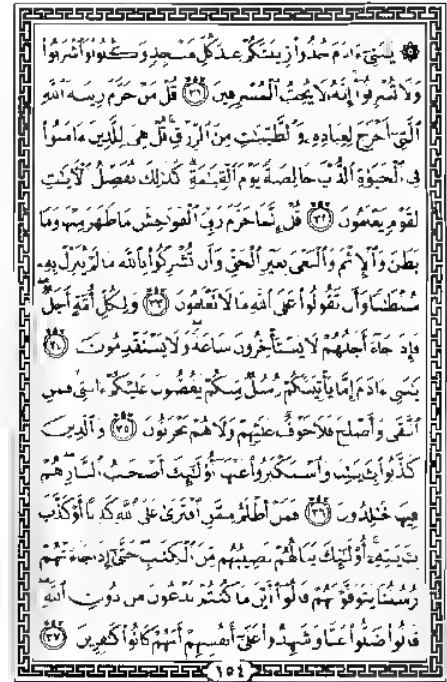 ۞ يَٰبَنِىٓ ءَادَمَ خُذُوا۟ زِينَتَكُمْ عِندَ كُلِّ مَسْجِدٍ وَكُلُوا۟ وَٱشْرَبُوا۟
وَلَا تُسْرِفُوٓا۟ إِنَّهُۥ لَا يُحِبُّ ٱلْمُسْرِفِينَ ٣١ قُلْ مَنْ حَرَّمَ زِينَةَ ٱللَّهِ
ٱلَّتِىٓ أَخْرَجَ لِعِبَادِهِۦ وَٱلطَّيِّبَٰتِ مِنَ ٱلرِّزْقِ قُلْ هِىَ لِلَّذِينَ ءَامَنُوا۟
فِى ٱلْحَيَوٰةِ ٱلدُّنْيَا خَالِصَةً يَوْمَ ٱلْقِيَٰمَةِ كَذَٰلِكَ نُفَصِّلُ ٱلْءَايَٰتِ
لِقَوْمٍ يَعْلَمُونَ ٣٢ قُلْ إِنَّمَا حَرَّمَ رَبِّىَ ٱلْفَوَٰحِشَ مَا ظَهَرَ مِنْهَا وَمَا
بَطَنَ وَٱلْإِثْمَ وَٱلْبَغْىَ بِغَيْرِ ٱلْحَقِّ وَأَن تُشْرِكُوا۟ بِٱللَّهِ مَا لَمْ يُنَزِّلْ بِهِۦ
سُلْطَٰنًا وَأَن تَقُولُوا۟ عَلَى ٱللَّهِ مَا لَا تَعْلَمُونَ ٣٣ وَلِكُلِّ أُمَّةٍ أَجَلٌ
فَإِذَا جَآءَ أَجَلُهُمْ لَا يَسْتَأْخِرُونَ سَاعَةً وَلَا يَسْتَقْدِمُونَ ٣٤
يَٰبَنِىٓ ءَادَمَ إِمَّا يَأْتِيَنَّكُمْ رُسُلٌ مِّنكُمْ يَقُصُّونَ عَلَيْكُمْ ءَايَٰتِى فَمَنِ
ٱتَّقَىٰ وَأَصْلَحَ فَلَا خَوْفٌ عَلَيْهِمْ وَلَا هُمْ يَحْزَنُونَ ٣٥ وَٱلَّذِينَ
كَذَّبُوا۟ بِـَٔايَٰتِنَا وَٱسْتَكْبَرُوا۟ عَنْهَآ أُو۟لَٰٓئِكَ أَصْحَٰبُ ٱلنَّارِ هُمْ
فِيهَا خَٰلِدُونَ ٣٦ فَمَنْ أَظْلَمُ مِمَّنِ ٱفْتَرَىٰ عَلَى ٱللَّهِ كَذِبًا أَوْ كَذَّبَ
بِـَٔايَٰتِهِۦٓ أُو۟لَٰٓئِكَ يَنَالُهُمْ نَصِيبُهُم مِّنَ ٱلْكِتَٰبِ حَتَّىٰٓ إِذَا جَآءَتْهُمْ
رُسُلُنَا يَتَوَفَّوْنَهُمْ قَالُوٓا۟ أَيْنَ مَا كُنتُمْ تَدْعُونَ مِن دُونِ ٱللَّهِ
قَالُوا۟ ضَلُّوا۟ عَنَّا وَشَهِدُوا۟ عَلَىٰٓ أَنفُسِهِمْ أَنَّهُمْ كَانُوا۟ كَٰفِرِينَ ٣٧
١٥٤